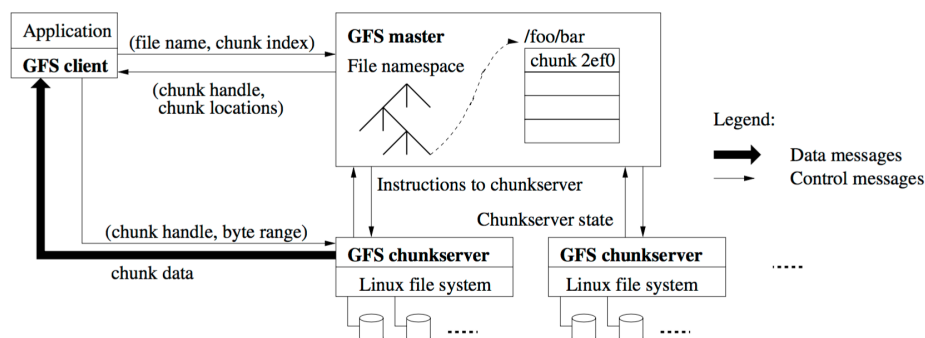 Application
GFS client
(file name, chunk index)
(chunk handle,
chunk locations)
GFS master
File namespace
/foo/bar
chunk 2ef0
Legend:
Data messages
Control messages
Instructions to chunkserver
Chunkserver state
(chunk handle, byte range)
chunk data
GFS chunkserver
Linux file system
GFS chunkserver
Linux file system